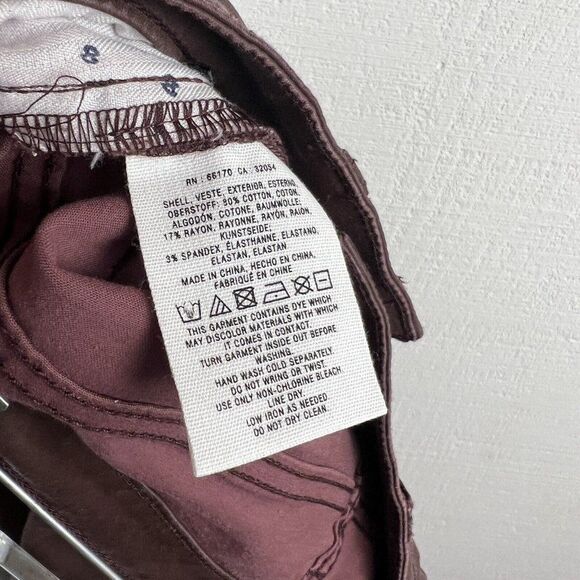 RN : 66170 CA : 32054
SHELL, VESTE, EXTERIOR, ESTERNO,
OBERSTOFF: 80% COTTON, COTON,
ALGODÓN, COTONE, BAUMWOLLE,
17% RAYON, RAYONNE, RAYÓN, RAION,
KUNSTSEIDE;
3% SPANDEX, ÉLASTHANNE, ELASTANO,
ELASTAN, ELASTAN
MADE IN CHINA, HECHO EN CHINA,
FABRIQUÉ EN CHINE
THIS GARMENT CONTAINS DYE WHICH
MAY DISCOLOR MATERIALS WITH WHICH
IT COMES IN CONTACT.
TURN GARMENT INSIDE OUT BEFORE
WASHING.
HAND WASH COLD SEPARATELY.
DO NOT WRING OR TWIST.
USE ONLY NON-CHLORINE BLEACH
LINE DRY.
LOW IRON AS NEEDED
DO NOT DRY CLEAN